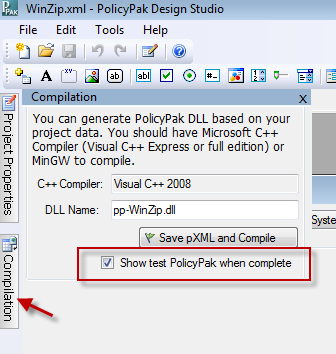 PPAK WinZip.xml - PolicyPak Design Studio
File Edit Tools Help
A ab
Compilation x
You can generate PolicyPak DLL based on your
project data. You should have Microsoft C++
Compiler (Visual C++ Express or full edition) or
MinGW to compile.
C++ Compiler: Visual C++ 2008
DLL Name: pp-WinZip.dll
Save pXML and Compile
Show test PolicyPak when complete
Project Properties
Compilation
Syste